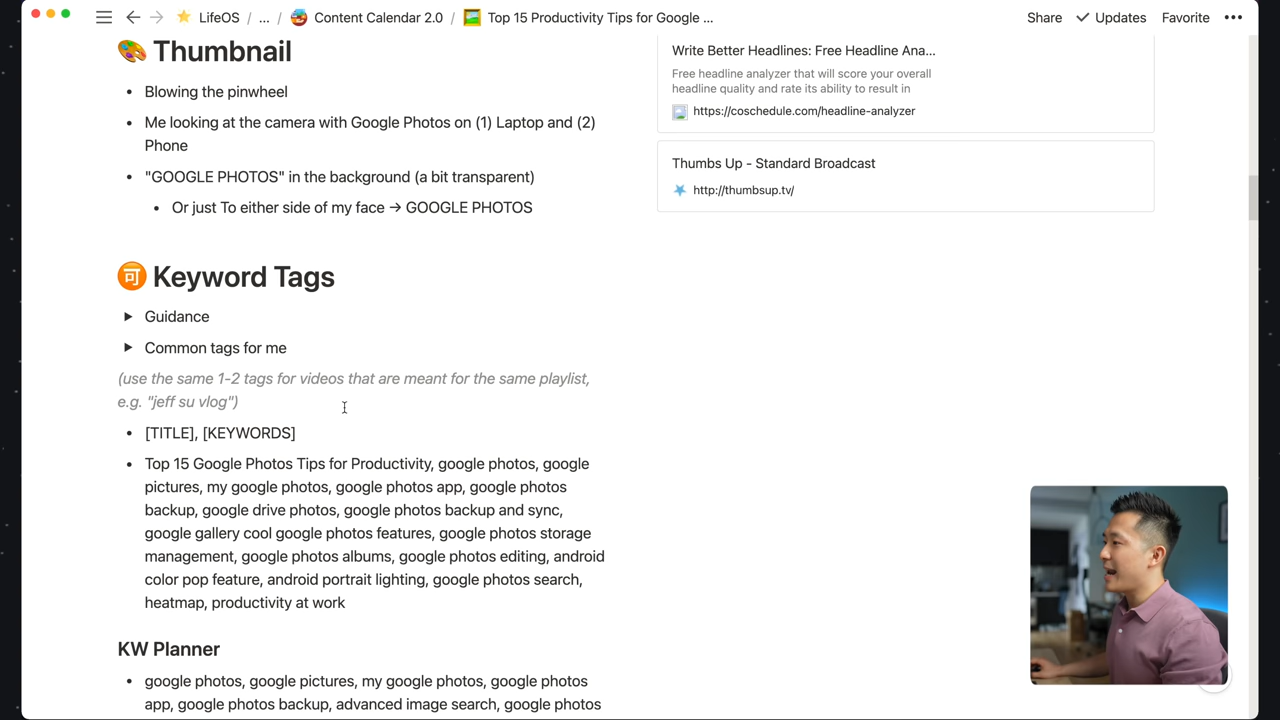 LifeOS / ... / Content Calendar 2.0 / Top 15 Productivity Tips for Google ...
Share Updates Favorite •••
Thumbnail
• Blowing the pinwheel
• Me looking at the camera with Google Photos on (1) Laptop and (2)
Phone
• "GOOGLE PHOTOS" in the background (a bit transparent)
• Or just To either side of my face → GOOGLE PHOTOS
Write Better Headlines: Free Headline Ana...
Free headline analyzer that will score your overall
headline quality and rate its ability to result in
https://coschedule.com/headline-analyzer
Thumbs Up - Standard Broadcast
http://thumbsup.tv/
🉑 Keyword Tags
Guidance
Common tags for me
(use the same 1-2 tags for videos that are meant for the same playlist,
e.g. "jeff su vlog")
• [TITLE], [KEYWORDS]
• Top 15 Google Photos Tips for Productivity, google photos, google
pictures, my google photos, google photos app, google photos
backup, google drive photos, google photos backup and sync,
google gallery cool google photos features, google photos storage
management, google photos albums, google photos editing, android
color pop feature, android portrait lighting, google photos search,
heatmap, productivity at work
KW Planner
• google photos, google pictures, my google photos, google photos
app, google photos backup, advanced image search, google photos